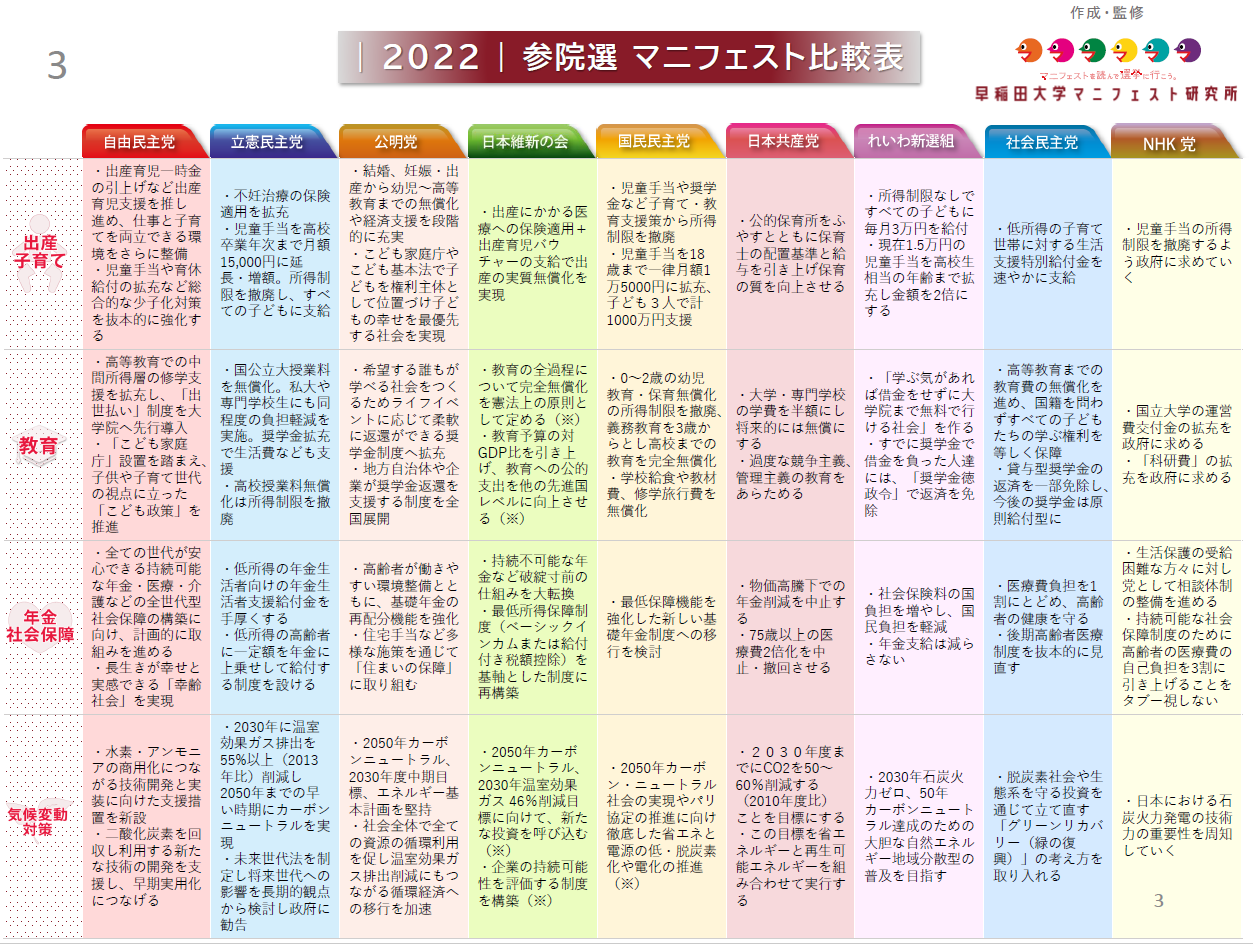 作成・監修
3
｜2022｜参院選 マニフェスト比較表
マニフェストを読んで選挙に行こう。
早稲田大学マニフェスト研究所
自由民主党
立憲民主党
公明党
日本維新の会
国民民主党
日本共産党
れいわ新選組
社会民主党
NHK 党
出産
子育て
・出産育児一時金
の引上げなど出産
育児支援を推し
進め、仕事と子育
てを両立できる環
境をさらに整備
・児童手当や育休
給付の拡充など総
合的な少子化対策
を抜本的に強化す
る
・不妊治療の保険
適用を拡充
・児童手当を高校
卒業年次まで月額
15,000円に延
長・増額。所得制
限を撤廃し、すべ
ての子どもに支給
・結婚、妊娠・出
産から幼児～高等
教育までの無償化
や経済支援を段階
的に充実
・こども家庭庁や
こども基本法で子
どもを権利主体と
して位置づけ子ど
もの幸せを最優先
する社会を実現
・出産にかかる医
療への保険適用＋
出産育児バウ
チャーの支給で出
産の実質無償化を
実現
・児童手当や奨学
金など子育て・教
育支援策から所得
制限を撤廃
・児童手当を18
歳まで一律月額1
万5000円に拡充、
子ども３人で計
1000万円支援
・公的保育所をふ
やすとともに保育
士の配置基準と給
与を引き上げ保育
の質を向上させる
・所得制限なしで
すべての子どもに
毎月3万円を給付
・現在1.5万円の
児童手当を高校生
相当の年齢まで拡
充し金額を2倍に
する
・低所得の子育て
世帯に対する生活
支援特別給付金を
速やかに支給
・児童手当の所得
制限を撤廃するよ
う政府に求めてい
く
教育
・高等教育での中
間所得層の修学支
援を拡充し、「出
世払い」制度を大
学院へ先行導入
・「こども家庭
庁」設置を踏まえ、
子供や子育て世代
の視点に立った
「こども政策」を
推進
・国公立大授業料
を無償化。私大や
専門学校生にも同
程度の負担軽減を
実施。奨学金拡充
で生活費なども支
援
・高校授業料無償
化は所得制限を撤
廃
・希望する誰もが
学べる社会をつく
るためライフイベ
ントに応じて柔軟
に返還ができる奨
学金制度へ拡充
・地方自治体や企
業が奨学金返還を
支援する制度を全
国展開
・教育の全過程に
ついて完全無償化
を憲法上の原則と
して定める（※）
・教育予算の対
GDP比を引き上
げ、教育への公的
支出を他の先進国
レベルに向上させ
る（※）
・0～2歳の幼児
教育・保育無償化
の所得制限を撤廃、
義務教育を3歳か
らとし高校までの
教育を完全無償化
・学校給食や教材
費、修学旅行費を
無償化
・大学・専門学校
の学費を半額にし
将来的には無償に
する
・過度な競争主義、
管理主義の教育を
あらためる
・「学ぶ気があれ
ば借金をせずに大
学院まで無料で行
ける社会」を作る
・すでに奨学金で
借金を負った人達
には、「奨学金徳
政令」で返済を免
除
・高等教育までの
教育費の無償化を
進め、国籍を問わ
ずすべての子ども
たちの学ぶ権利を
等しく保障
・貸与型奨学金の
返済を一部免除し、
今後の奨学金は原
則給付型に
・国立大学の運営
費交付金の拡充を
政府に求める
・「科研費」の拡
充を政府に求める
年金
社会保障
・全ての世代が安
心できる持続可能
な年金・医療・介
護などの全世代型
社会保障の構築に
向け、計画的に取
組みを進める
・長生きが幸せと
実感できる「幸齢
社会」を実現
・低所得の年金生
活者向けの年金生
活者支援給付金を
手厚くする
・低所得の高齢者
に一定額を年金に
上乗せして給付す
る制度を設ける
・高齢者が働きや
すい環境整備とと
もに、基礎年金の
再配分機能を強化
・住宅手当など多
様な施策を通じて
「住まいの保障」
に取り組む
・持続不可能な年
金など破綻寸前の
仕組みを大転換
・最低所得保障制
度（ベーシックイ
ンカムまたは給付
付き税額控除）を
基軸とした制度に
再構築
・最低保障機能を
強化した新しい基
礎年金制度への移
行を検討
・物価高騰下での
年金削減を中止す
る
・75歳以上の医
療費2倍化を中
止・撤回させる
・社会保険料の国
負担を増やし、国
民負担を軽減
・年金支給は減ら
さない
・医療費負担を1
割にとどめ、高齢
者の健康を守る
・後期高齢者医療
制度を抜本的に見
直す
・生活保護の受給
困難な方々に対し
党として相談体制
の整備を進める
・持続可能な社会
保障制度のために
高齢者の医療費の
自己負担を3割に
引き上げることを
タブー視しない
気候変動
対策
・水素・アンモニ
アの商用化につな
がる技術開発と実
装に向けた支援措
置を新設
・二酸化炭素を回
収し利用する新た
な技術の開発を支
援し、早期実用化
につなげる
・2030年に温室
効果ガス排出を
55%以上（2013
年比）削減し
2050年までの早
い時期にカーボン
ニュートラルを実
現
・未来世代法を制
定し将来世代への
影響を長期的観点
から検討し政府に
勧告
・2050年カーボ
ンニュートラル、
2030年度中期目
標、エネルギー基
本計画を堅持
・社会全体で全て
の資源の循環利用
を促し温室効果ガ
ス排出削減にもつ
ながる循環経済へ
の移行を加速
・2050年カーボ
ンニュートラル、
2030年温室効果
ガス 46％削減目
標に向けて、新た
な投資を呼び込む
（※）
・企業の持続可能
性を評価する制度
を構築（※）
・2050年カーボ
ン・ニュートラル
社会の実現やパリ
協定の推進に向け
徹底した省エネと
電源の低・脱炭素
化や電化の推進
（※）
・２０３０年度ま
でにCO2を50～
60％削減する
（2010年度比）
ことを目標にする
・この目標を省エ
ネルギーと再生可
能エネルギーを組
み合わせて実行す
る
・2030年石炭火
力ゼロ、50年
カーボンニュート
ラル達成のための
大胆な自然エネル
ギー地域分散型の
普及を目指す
・脱炭素社会や生
態系を守る投資を
通じて立て直す
「グリーンリカバ
リー（緑の復
興）」の考え方を
取り入れる
・日本における石
炭火力発電の技術
力の重要性を周知
していく
3